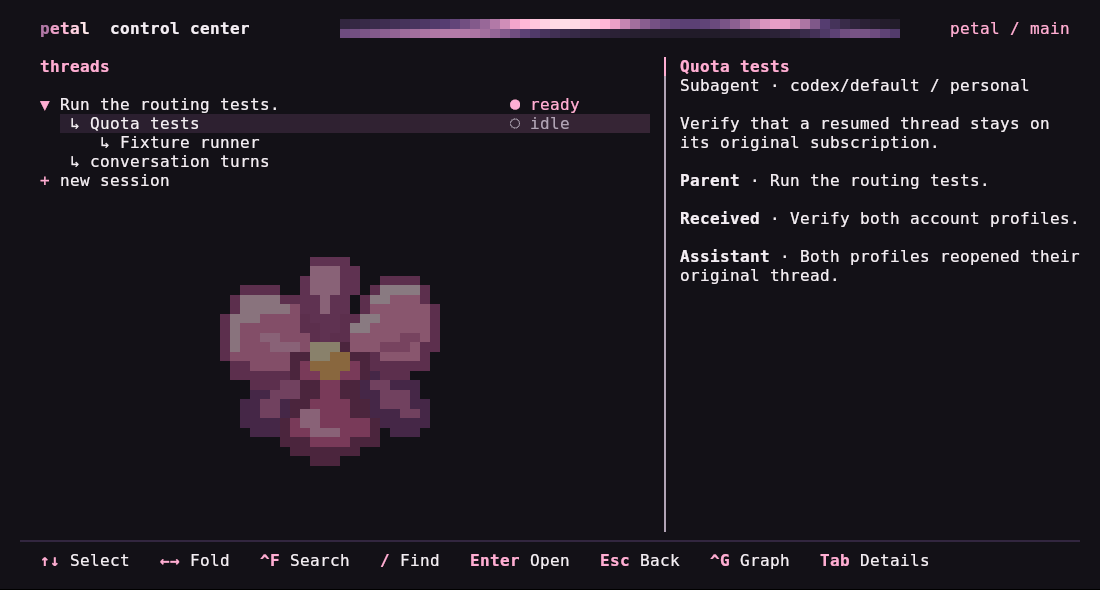 petal control center
petal / main
threads
▼ Run the routing tests. ● ready
↳ Quota tests ◌ idle
↳ Fixture runner
↳ conversation turns
+ new session
Quota tests
Subagent · codex/default / personal
Verify that a resumed thread stays on
its original subscription.
Parent · Run the routing tests.
Received · Verify both account profiles.
Assistant · Both profiles reopened their
original thread.
↑↓ Select ←→ Fold ^F Search / Find Enter Open Esc Back ^G Graph Tab Details